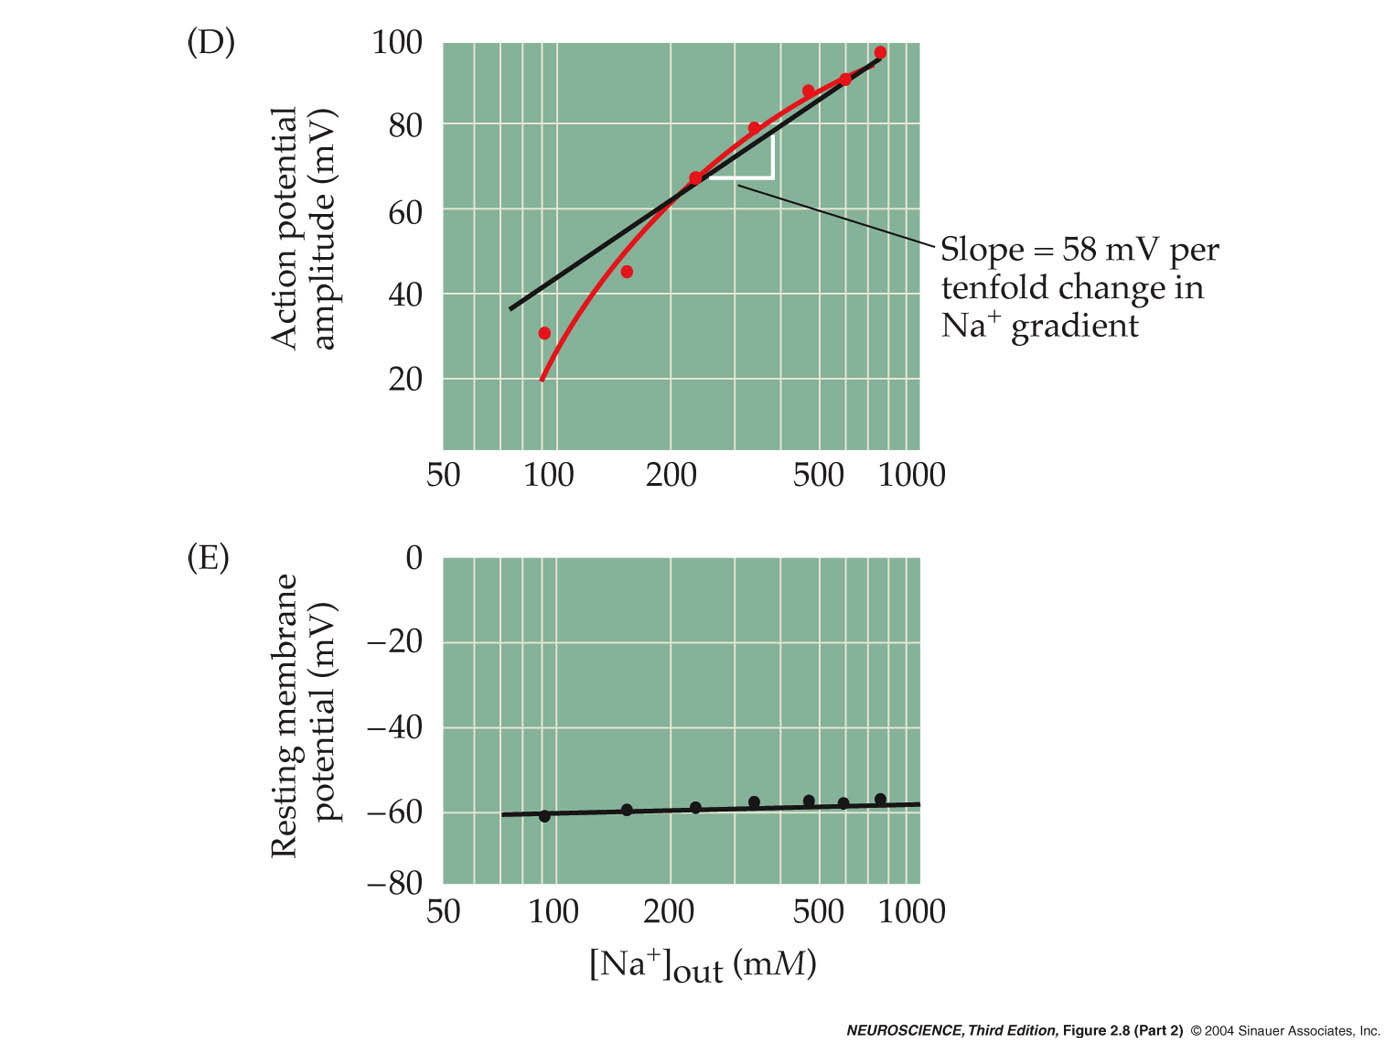 (D)
Action potential
amplitude (mV)
100
80
60
40
20
50 100 200 500 1000
Slope = 58 mV per
tenfold change in
Na⁺ gradient
(E)
Resting membrane
potential (mV)
0
−20
−40
−60
−80
50 100 200 500 1000
[Na⁺]out (mM)
NEUROSCIENCE, Third Edition, Figure 2.8 (Part 2) © 2004 Sinauer Associates, Inc.